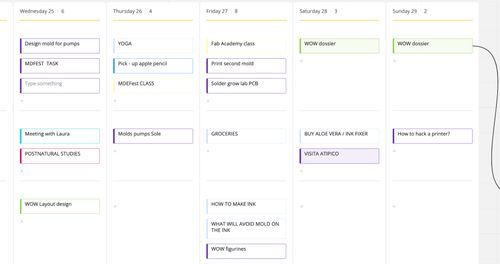 Wednesday 25 · 6
Design mold for pumps
MDFEST TASK
Type something
Meeting with Laura
POSTNATURAL STUDIES
WOW Layout design
Thursday 26 · 4
YOGA
Pick - up apple pencil
MDEFest CLASS
Molds pumps Sole
Friday 27 · 8
Fab Academy class
Print second mold
Solder grow lab PCB
GROCERIES
HOW TO MAKE INK
WHAT WILL AVOID MOLD ON
THE INK
WOW figurines
Saturday 28 · 3
WOW dossier
BUY ALOE VERA / INK FIXER
VISITA ATIPICO
Sunday 29 · 2
WOW dossier
How to hack a printer?